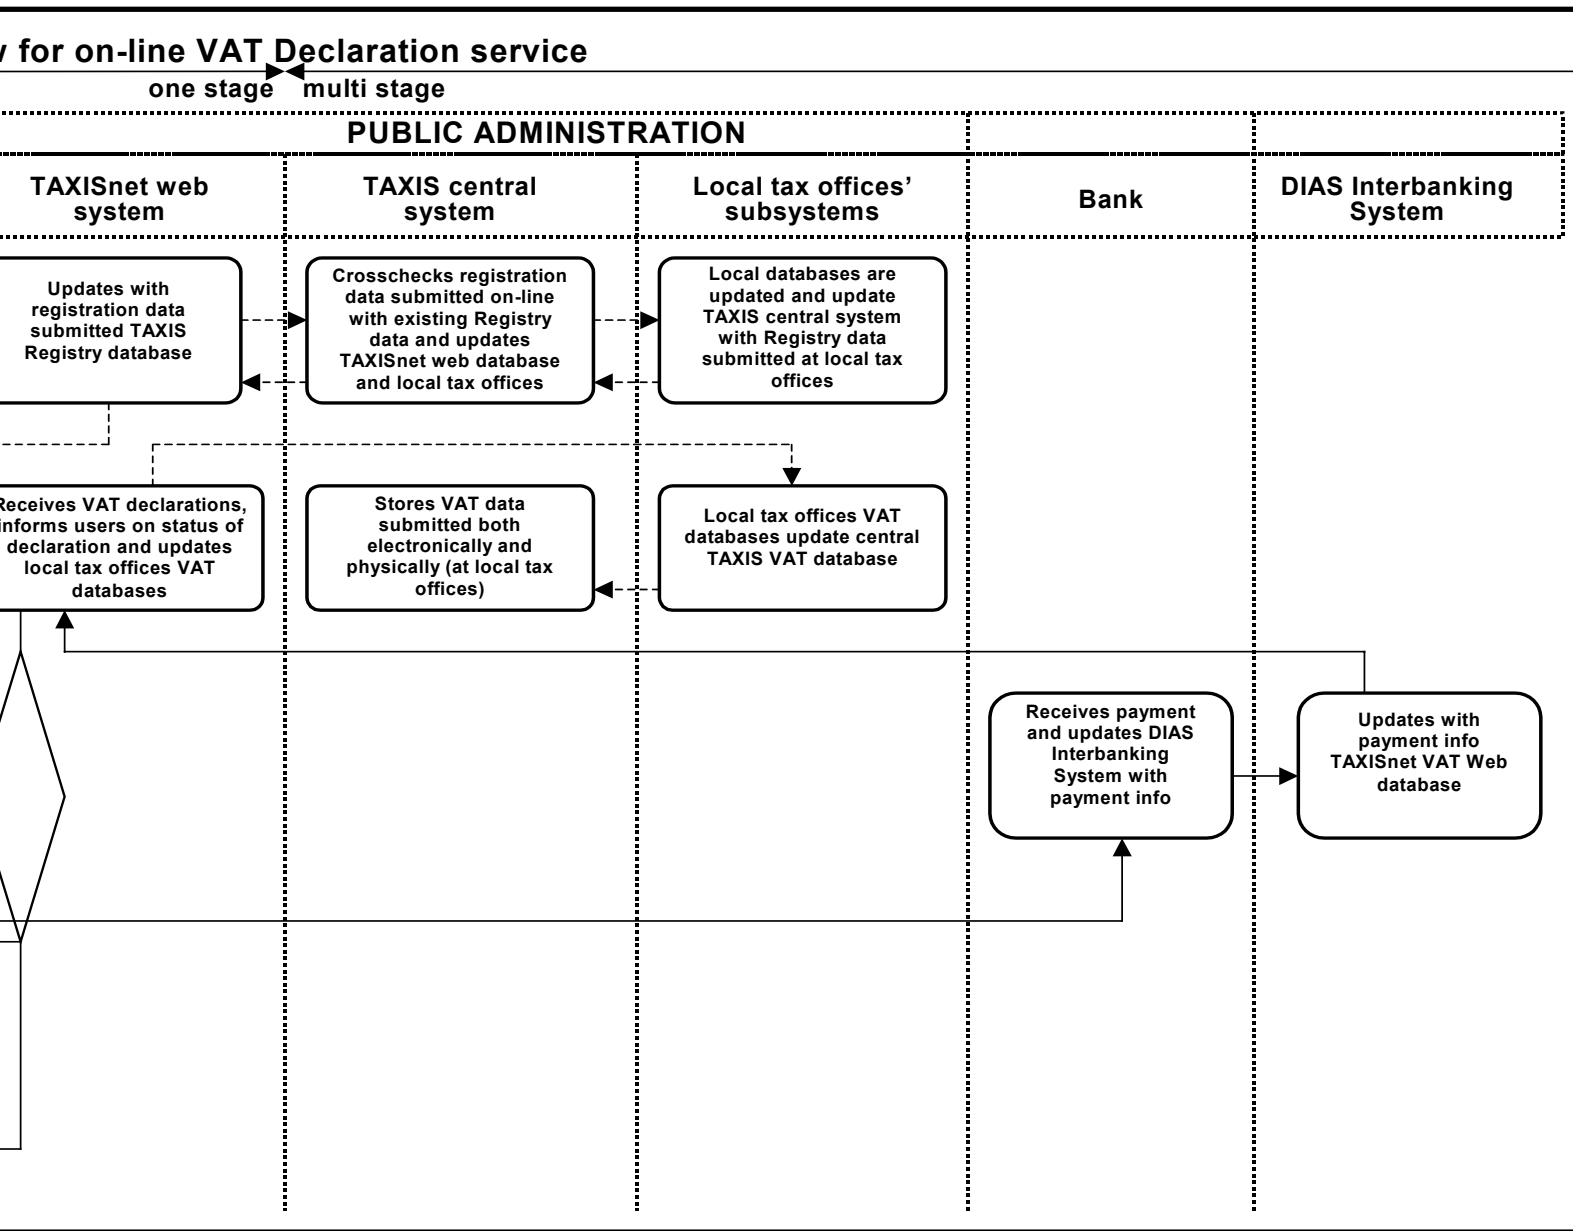 for on-line VAT Declaration service
one stage multi stage
PUBLIC ADMINISTRATION
TAXISnet web
system
TAXIS central
system
Local tax offices’
subsystems
Bank
DIAS Interbanking
System
Updates with
registration data
submitted TAXIS
Registry database
Crosschecks registration
data submitted on-line
with existing Registry
data and updates
TAXISnet web database
and local tax offices
Local databases are
updated and update
TAXIS central system
with Registry data
submitted at local tax
offices
Receives VAT declarations,
informs users on status of
declaration and updates
local tax offices VAT
databases
Stores VAT data
submitted both
electronically and
physically (at local tax
offices)
Local tax offices VAT
databases update central
TAXIS VAT database
Receives payment
and updates DIAS
Interbanking
System with
payment info
Updates with
payment info
TAXISnet VAT Web
database